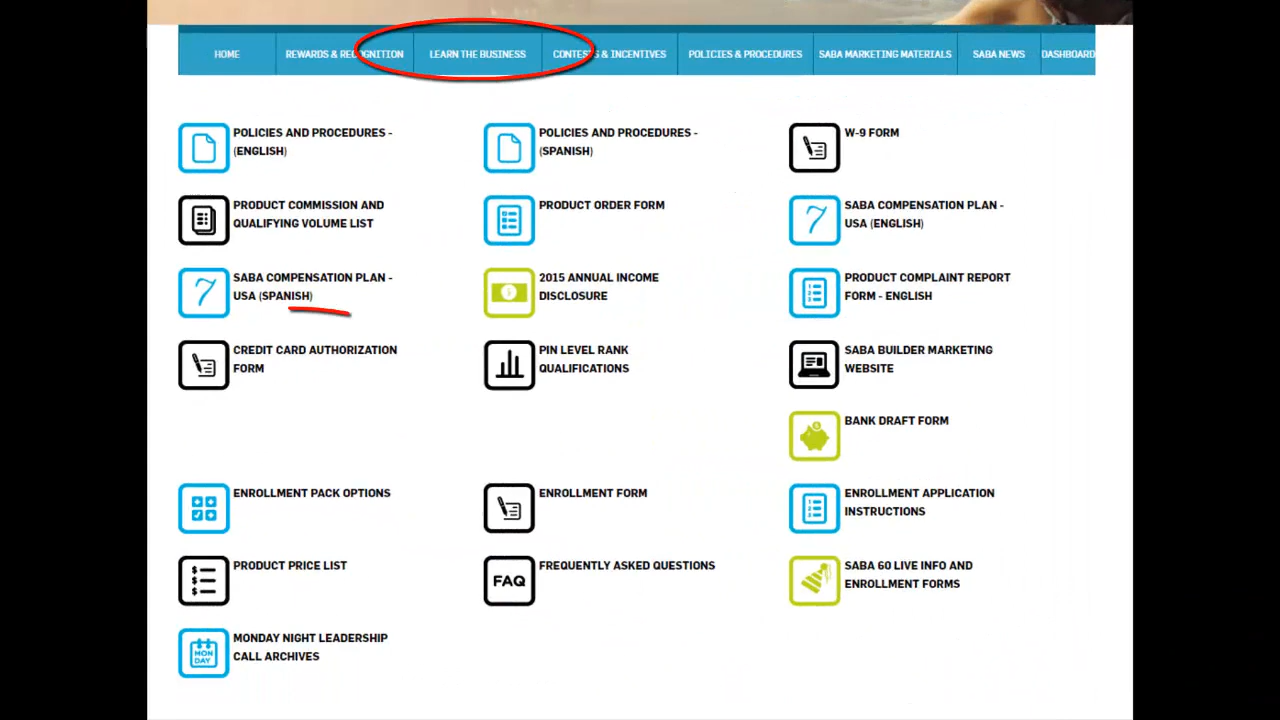 HOME
REWARDS & RECOGNITION
LEARN THE BUSINESS
CONTESTS & INCENTIVES
POLICIES & PROCEDURES
SABA MARKETING MATERIALS
SABA NEWS
DASHBOARD
POLICIES AND PROCEDURES -
(ENGLISH)
POLICIES AND PROCEDURES -
(SPANISH)
W-9 FORM
PRODUCT COMMISSION AND
QUALIFYING VOLUME LIST
PRODUCT ORDER FORM
7
SABA COMPENSATION PLAN -
USA (ENGLISH)
7
SABA COMPENSATION PLAN -
USA (SPANISH)
2015 ANNUAL INCOME
DISCLOSURE
PRODUCT COMPLAINT REPORT
FORM - ENGLISH
CREDIT CARD AUTHORIZATION
FORM
PIN LEVEL RANK
QUALIFICATIONS
SABA BUILDER MARKETING
WEBSITE
BANK DRAFT FORM
ENROLLMENT PACK OPTIONS
ENROLLMENT FORM
ENROLLMENT APPLICATION
INSTRUCTIONS
PRODUCT PRICE LIST
FAQ
FREQUENTLY ASKED QUESTIONS
SABA 60 LIVE INFO AND
ENROLLMENT FORMS
MON
DAY
MONDAY NIGHT LEADERSHIP
CALL ARCHIVES